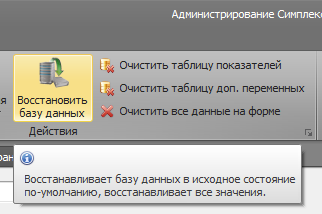 Администрирование Симплекс
Восстановить
базу данных
Очистить таблицу показателей
Очистить таблицу доп. переменных
Очистить все данные на форме
Действия
Восстанавливает базу данных в исходное состояние
по-умолчанию, восстанавливает все значения.